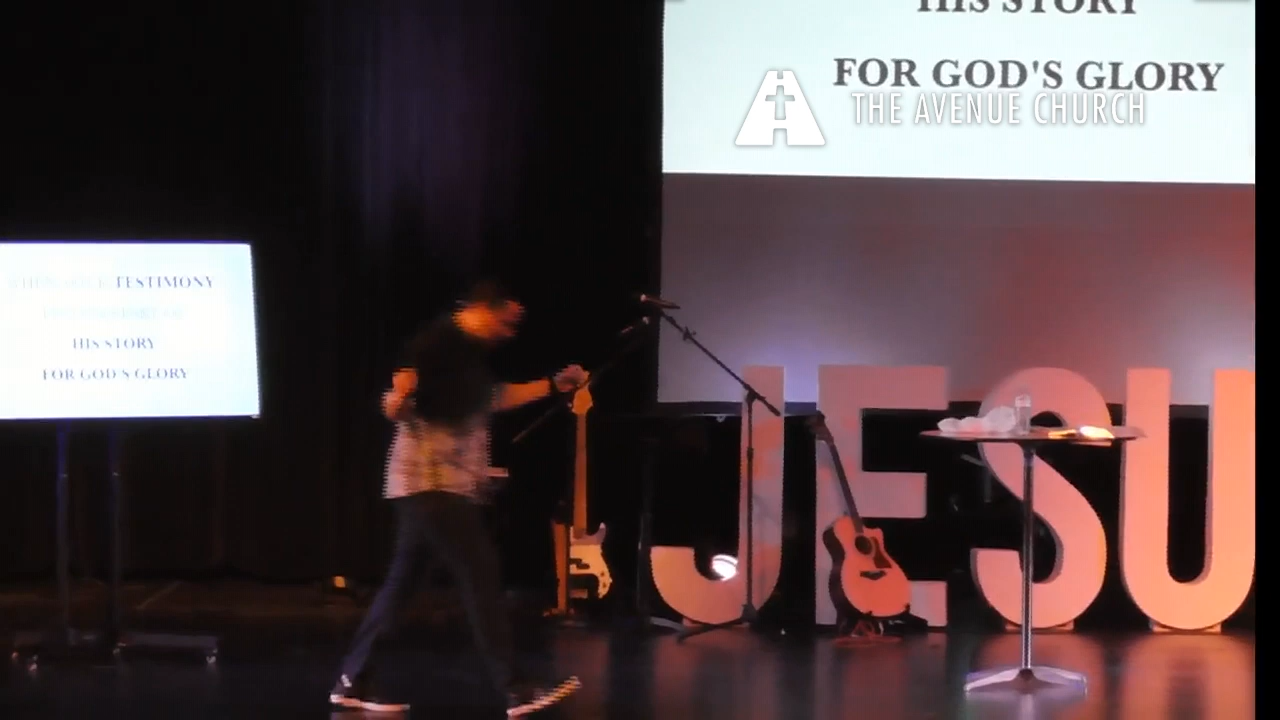 HIS STORY
FOR GOD'S GLORY
THE AVENUE CHURCH
TESTIMONY
HIS STORY
FOR GOD'S GLORY
JESU